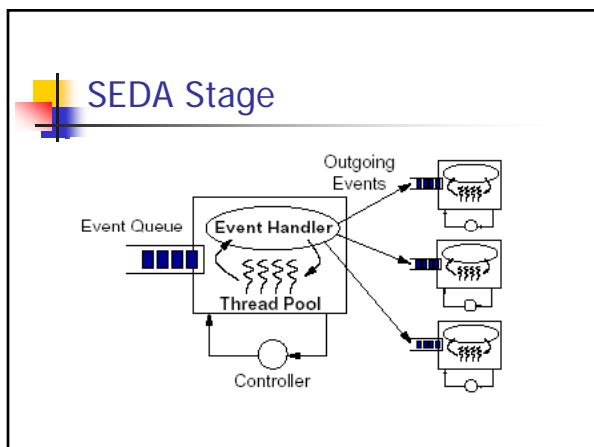 SEDA Stage
Outgoing
Events
Event Queue
Event Handler
Thread Pool
Controller